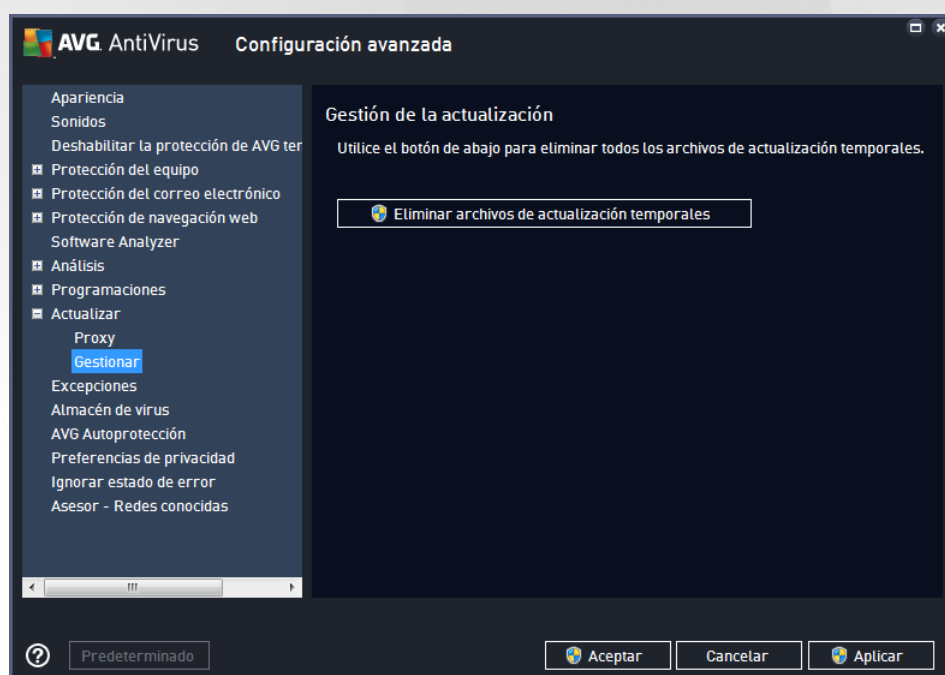 AVG AntiVirus Configuración avanzada
Apariencia
Sonidos
Deshabilitar la protección de AVG ter
Protección del equipo
Protección del correo electrónico
Protección de navegación web
Software Analyzer
Análisis
Programaciones
Actualizar
Proxy
Gestionar
Excepciones
Almacén de virus
AVG Autoprotección
Preferencias de privacidad
Ignorar estado de error
Asesor - Redes conocidas
Gestión de la actualización
Utilice el botón de abajo para eliminar todos los archivos de actualización temporales.
Eliminar archivos de actualización temporales
? Predeterminado Aceptar Cancelar Aplicar